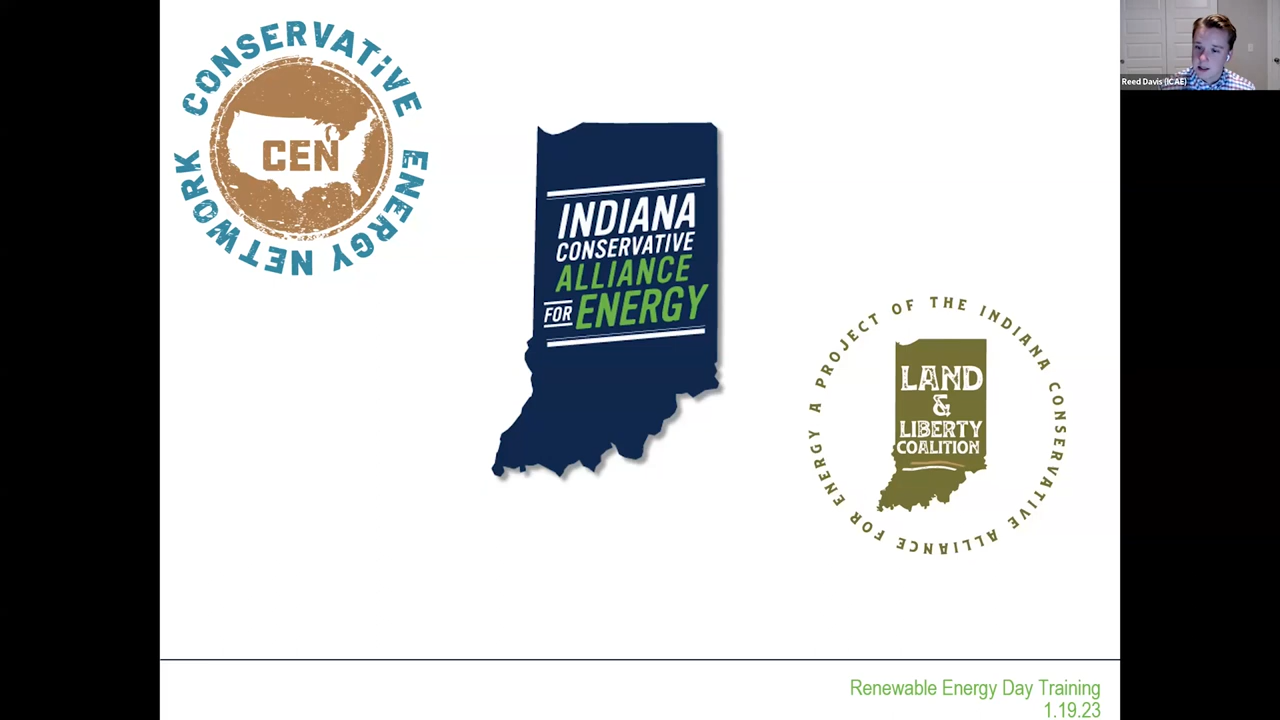 CONSERVATiVE ENERGY NETWORK
CEN
INDIANA
CONSERVATIVE
ALLIANCE
FOR ENERGY
A PROJECT OF THE INDIANA CONSERVATIVE ALLIANCE FOR ENERGY
LAND
&
LIBERTY
COALITION
Reed Davis (ICAE)
Renewable Energy Day Training
1.19.23